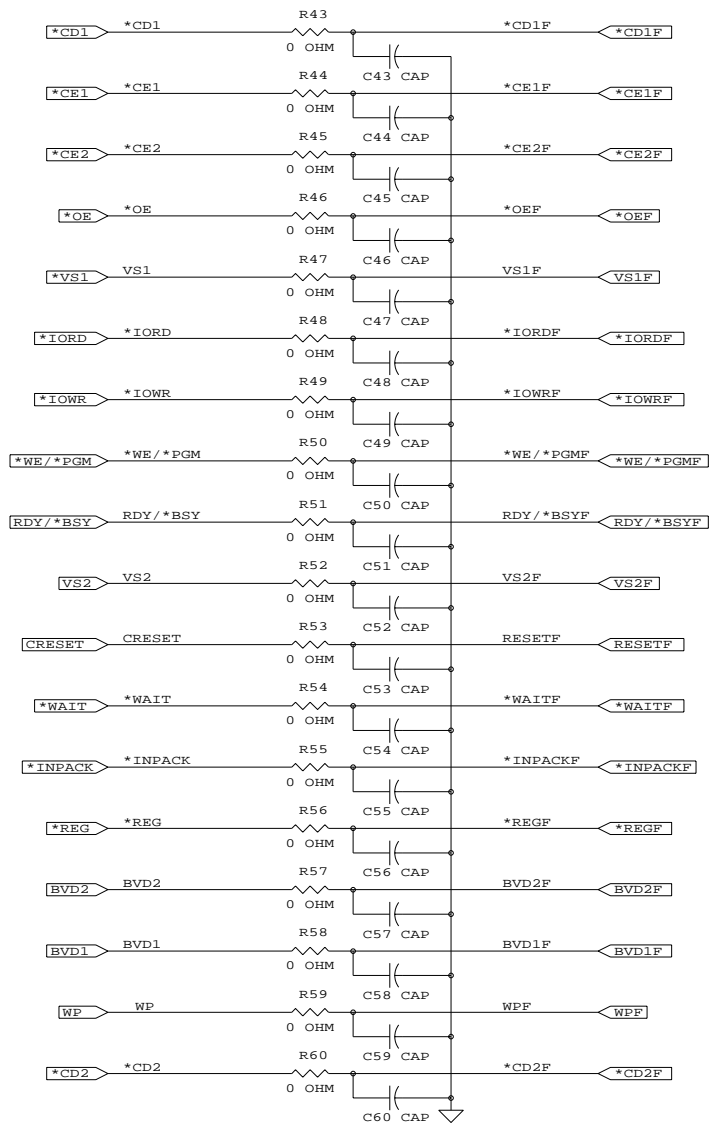 R43
*CD1 *CD1 *CD1F *CD1F
0 OHM
C43 CAP
R44
*CE1 *CE1 *CE1F *CE1F
0 OHM
C44 CAP
R45
*CE2 *CE2 *CE2F *CE2F
0 OHM
C45 CAP
R46
*OE *OE *OEF *OEF
0 OHM
C46 CAP
R47
*VS1 VS1 VS1F VS1F
0 OHM
C47 CAP
R48
*IORD *IORD *IORDF *IORDF
0 OHM
C48 CAP
R49
*IOWR *IOWR *IOWRF *IOWRF
0 OHM
C49 CAP
R50
*WE/*PGM *WE/*PGM *WE/*PGMF *WE/*PGMF
0 OHM
C50 CAP
R51
RDY/*BSY RDY/*BSY RDY/*BSYF RDY/*BSYF
0 OHM
C51 CAP
R52
VS2 VS2 VS2F VS2F
0 OHM
C52 CAP
R53
CRESET CRESET RESETF RESETF
0 OHM
C53 CAP
R54
*WAIT *WAIT *WAITF *WAITF
0 OHM
C54 CAP
R55
*INPACK *INPACK *INPACKF *INPACKF
0 OHM
C55 CAP
R56
*REG *REG *REGF *REGF
0 OHM
C56 CAP
R57
BVD2 BVD2 BVD2F BVD2F
0 OHM
C57 CAP
R58
BVD1 BVD1 BVD1F BVD1F
0 OHM
C58 CAP
R59
WP WP WPF WPF
0 OHM
C59 CAP
R60
*CD2 *CD2 *CD2F *CD2F
0 OHM
C60 CAP